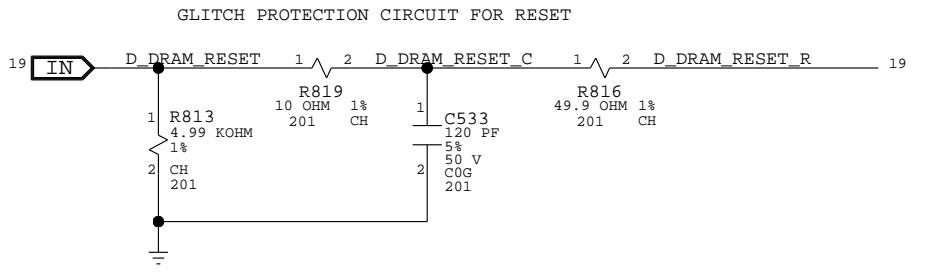 GLITCH PROTECTION CIRCUIT FOR RESET
19 IN D_DRAM_RESET 1 2 D_DRAM_RESET_C 1 2 D_DRAM_RESET_R 19
R819
10 OHM 1%
201 CH
R816
49.9 OHM 1%
201 CH
1 R813
4.99 KOHM
1%
2 CH
201
1 C533
120 PF
5%
50 V
2 C0G
201